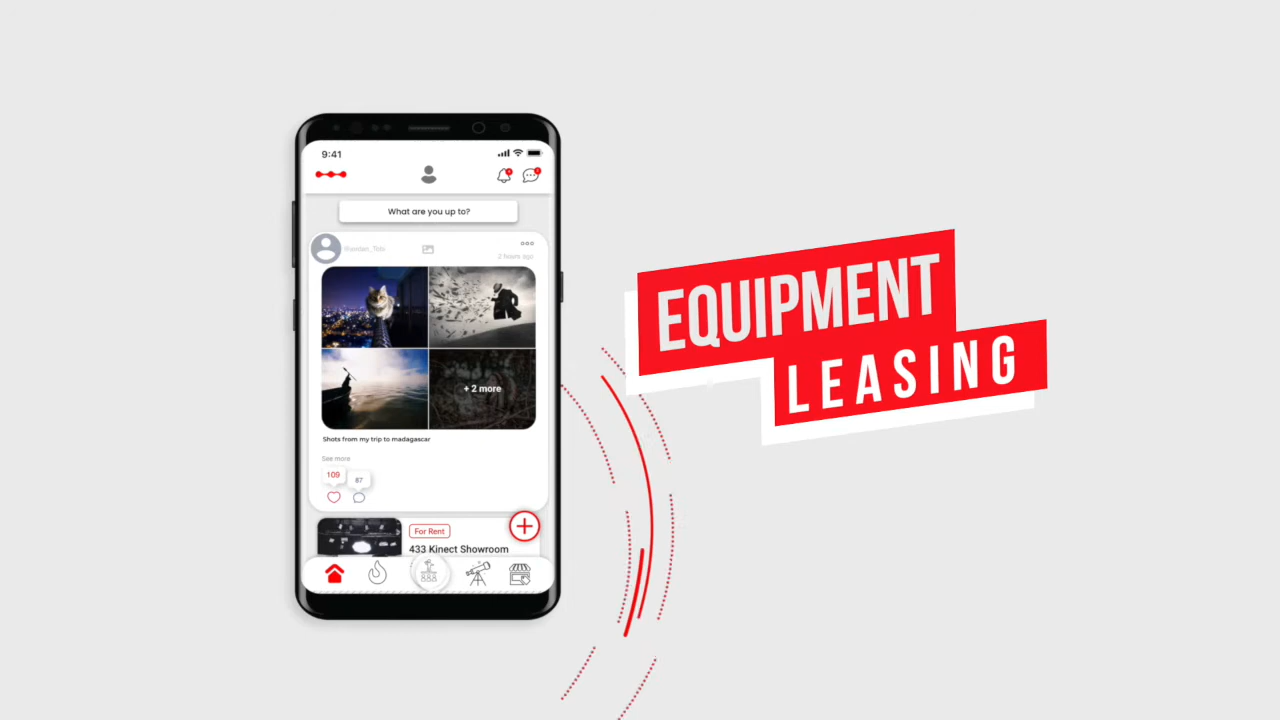 9:41
What are you up to?
2 hours ago
+ 2 more
Shots from my trip to madagascar
See more
109
87
For Rent
433 Kinect Showroom
EQUIPMENT
LEASING